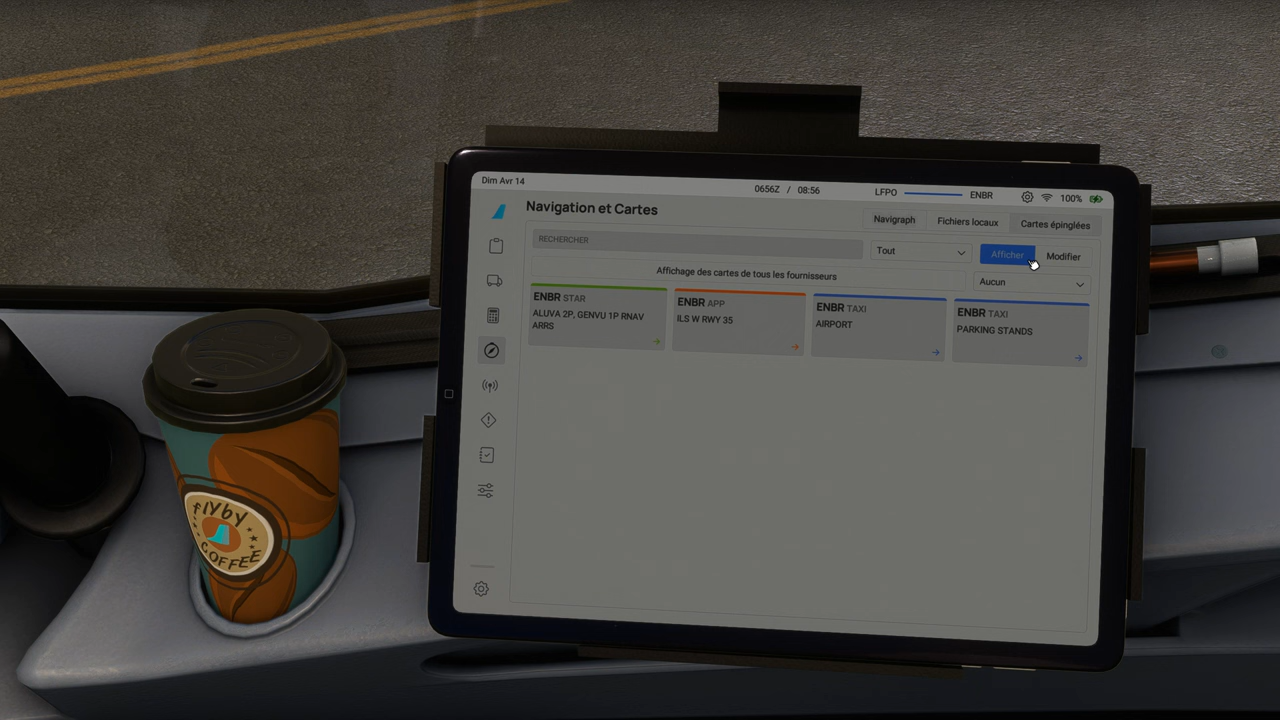 Dim Avr 14
0656Z / 08:56
LFPO ENBR
100%
Navigation et Cartes
Navigraph
Fichiers locaux
Cartes épinglées
RECHERCHER
Tout
Afficher
Modifier
Affichage des cartes de tous les fournisseurs
Aucun
ENBR STAR
ALUVA 2P, GENVU 1P RNAV
ARRS
ENBR APP
ILS W RWY 35
ENBR TAXI
AIRPORT
ENBR TAXI
PARKING STANDS
flyby
COFFEE